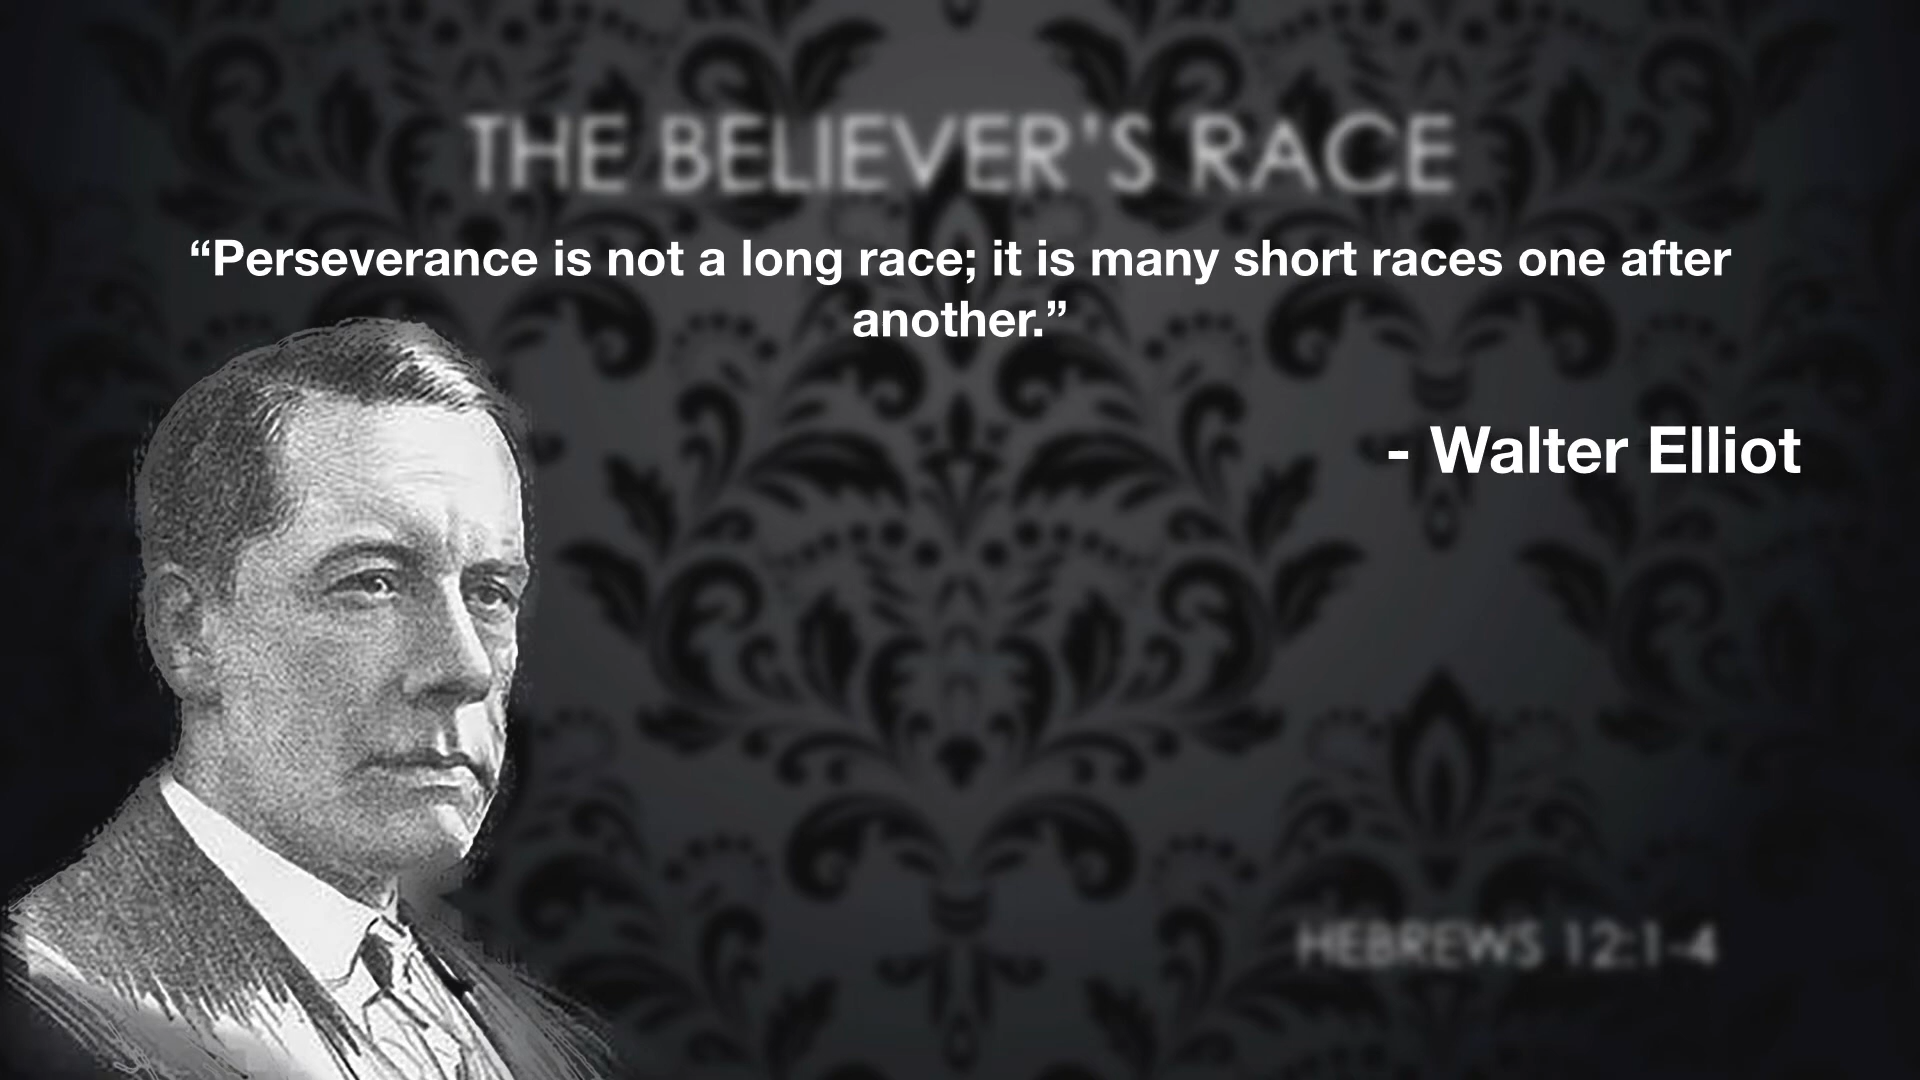 THE BELIEVER’S RACE
“Perseverance is not a long race; it is many short races one after
another.”
- Walter Elliot
HEBREWS 12:1-4